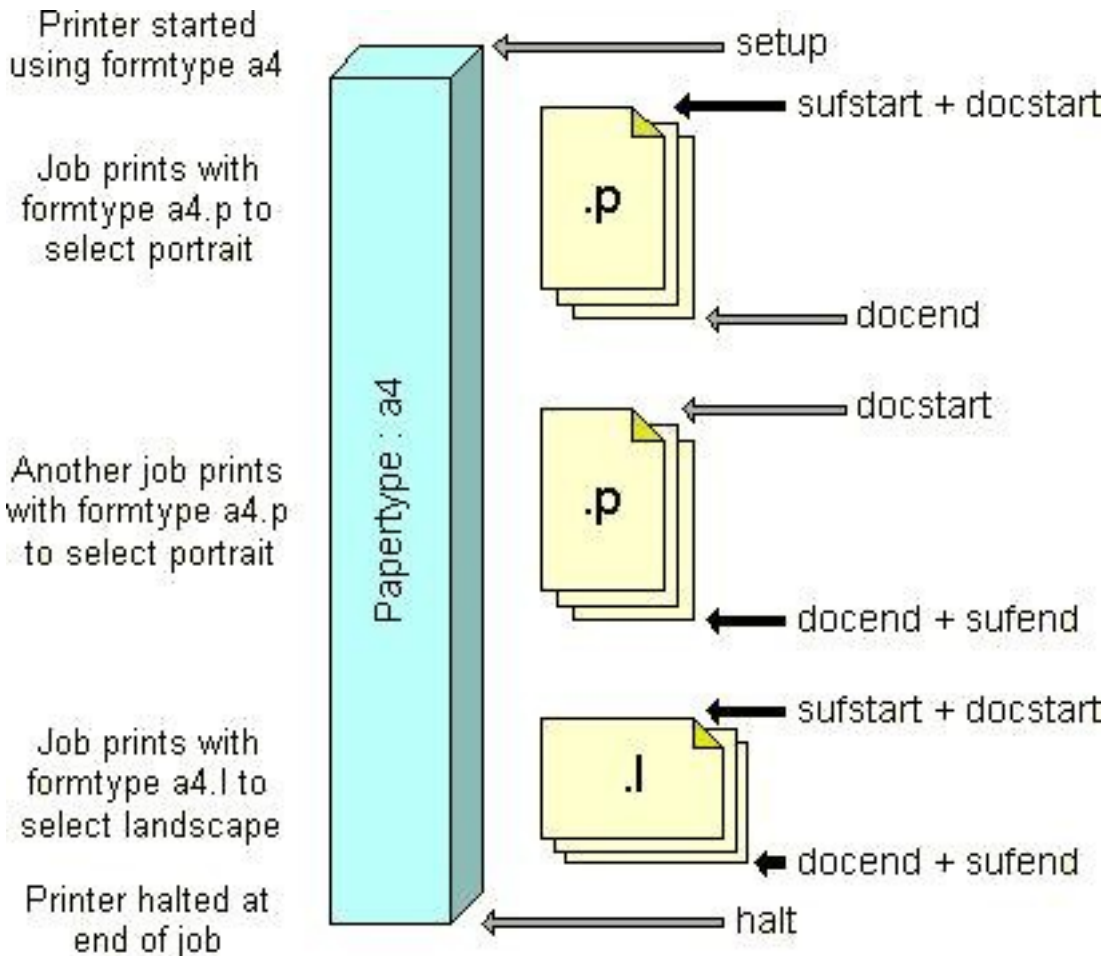 Printer started
using formtype a4
setup
sufstart + docstart
Job prints with
formtype a4.p to
select portrait
.p
docend
Papertype : a4
docstart
Another job prints
with formtype a4.p
to select portrait
.p
docend + sufend
sufstart + docstart
Job prints with
formtype a4.l to
select landscape
.l
docend + sufend
Printer halted at
end of job
halt